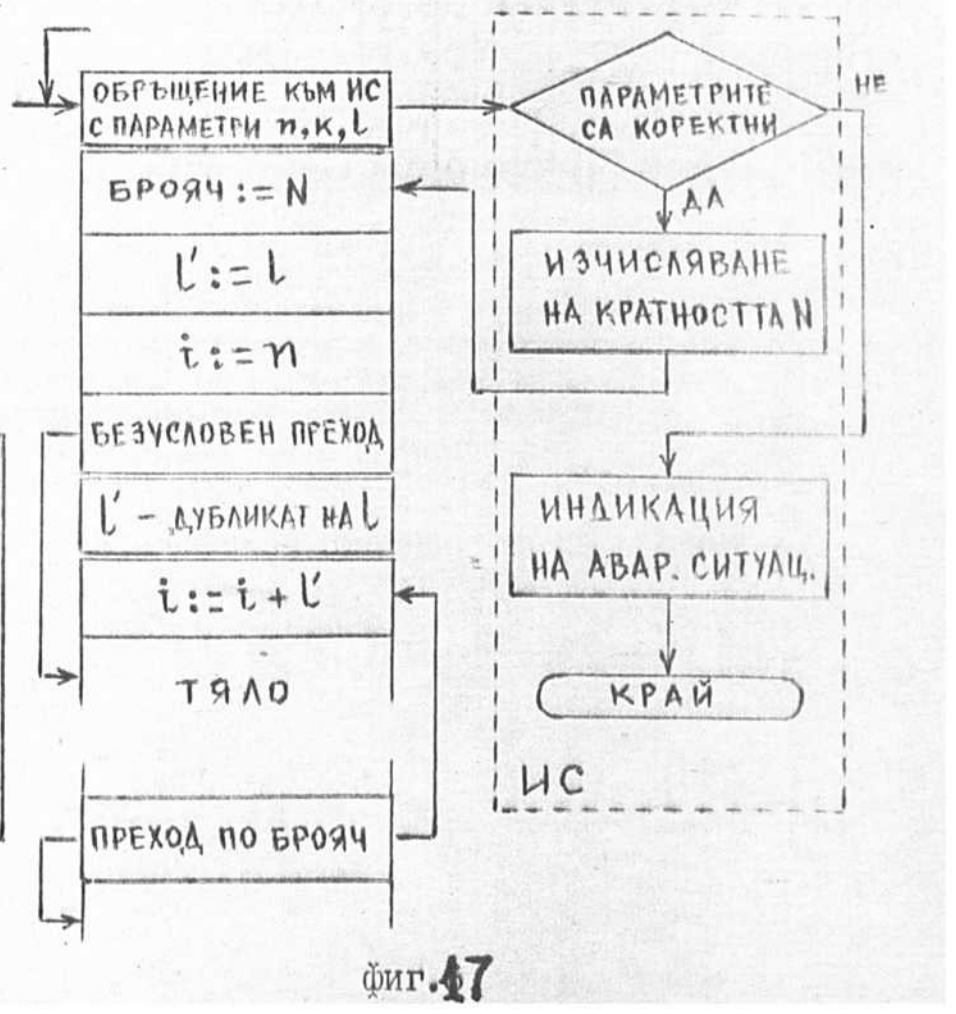 ОБРЪЩЕНИЕ КЪМ ИС
С ПАРАМЕТРИ n, к, l
БРОЯЧ := N
l' := l
i := n
БЕЗУСЛОВЕН ПРЕХОД
l' - ДУБЛИКАТ НА l
i := i + l'
ТЯЛО
ПРЕХОД ПО БРОЯЧ
ПАРАМЕТРИТЕ
СА КОРЕКТНИ
НЕ
ДА
ИЗЧИСЛЯВАНЕ
НА КРАТНОСТТА N
ИНДИКАЦИЯ
НА АВАР. СИТУАЦ.
КРАЙ
ИС
фиг. 17